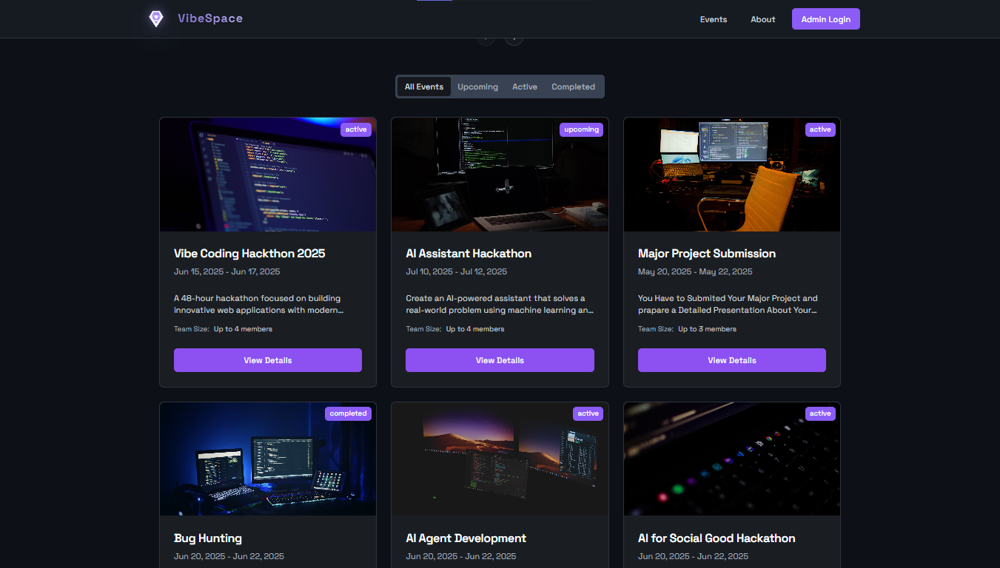 VibeSpace
Events
About
Admin Login
All Events
Upcoming
Active
Completed
active
upcoming
active
Vibe Coding Hackthon 2025
Jun 15, 2025 - Jun 17, 2025
A 48-hour hackathon focused on building
innovative web applications with modern…
Team Size: Up to 4 members
View Details
AI Assistant Hackathon
Jul 10, 2025 - Jul 12, 2025
Create an AI-powered assistant that solves a
real-world problem using machine learning an…
Team Size: Up to 4 members
View Details
Major Project Submission
May 20, 2025 - May 22, 2025
You Have to Submited Your Major Project and
prapare a Detailed Presentation About Your…
Team Size: Up to 3 members
View Details
completed
active
active
Bug Hunting
Jun 20, 2025 - Jun 22, 2025
AI Agent Development
Jun 20, 2025 - Jun 22, 2025
AI for Social Good Hackathon
Jun 20, 2025 - Jun 22, 2025